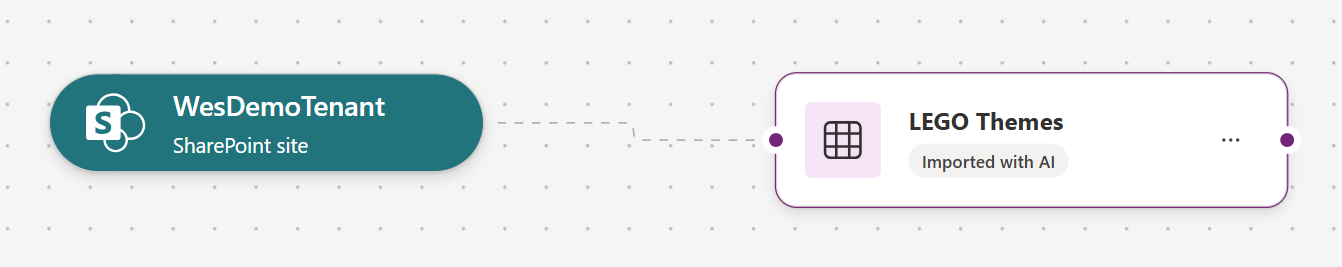 WesDemoTenant
SharePoint site
S
LEGO Themes
Imported with AI